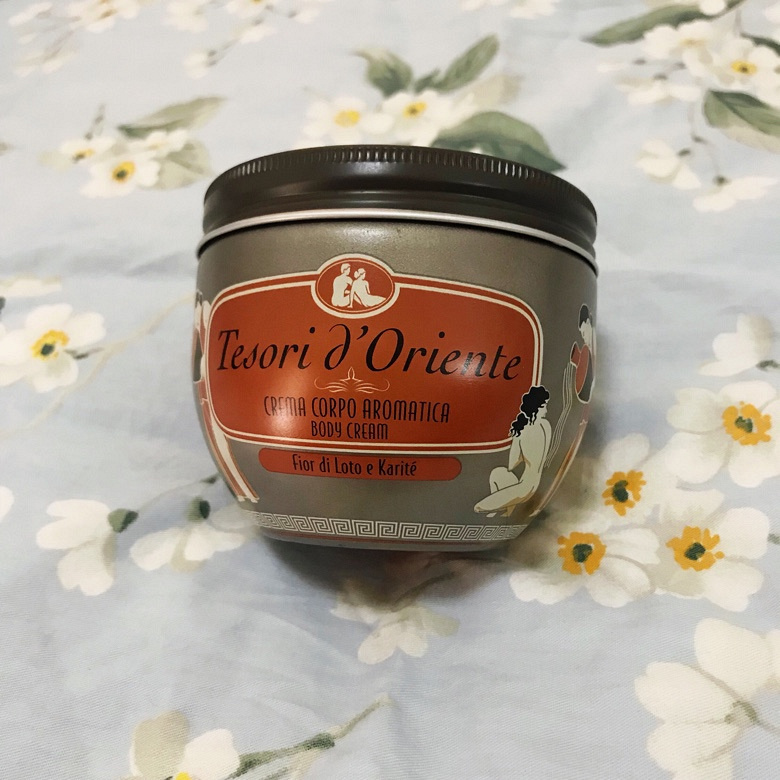 Tesori d'Oriente
CREMA CORPO AROMATICA
BODY CREAM
Fior di Loto e Karité